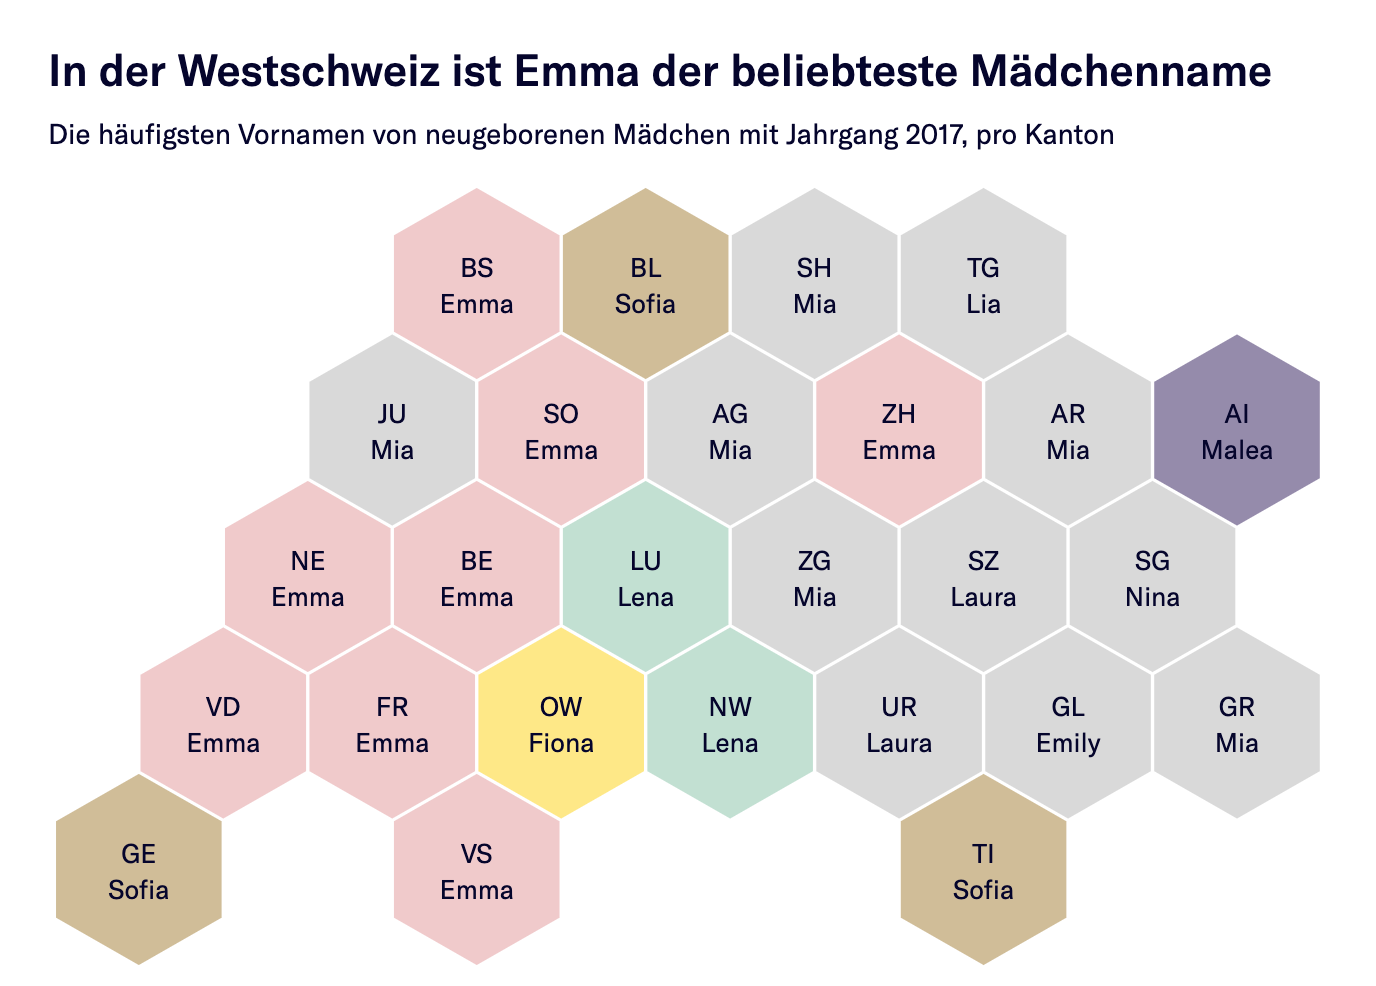 In der Westschweiz ist Emma der beliebteste Mädchenname
Die häufigsten Vornamen von neugeborenen Mädchen mit Jahrgang 2017, pro Kanton
BS
Emma
BL
Sofia
SH
Mia
TG
Lia
JU
Mia
SO
Emma
AG
Mia
ZH
Emma
AR
Mia
AI
Malea
NE
Emma
BE
Emma
LU
Lena
ZG
Mia
SZ
Laura
SG
Nina
VD
Emma
FR
Emma
OW
Fiona
NW
Lena
UR
Laura
GL
Emily
GR
Mia
GE
Sofia
VS
Emma
TI
Sofia